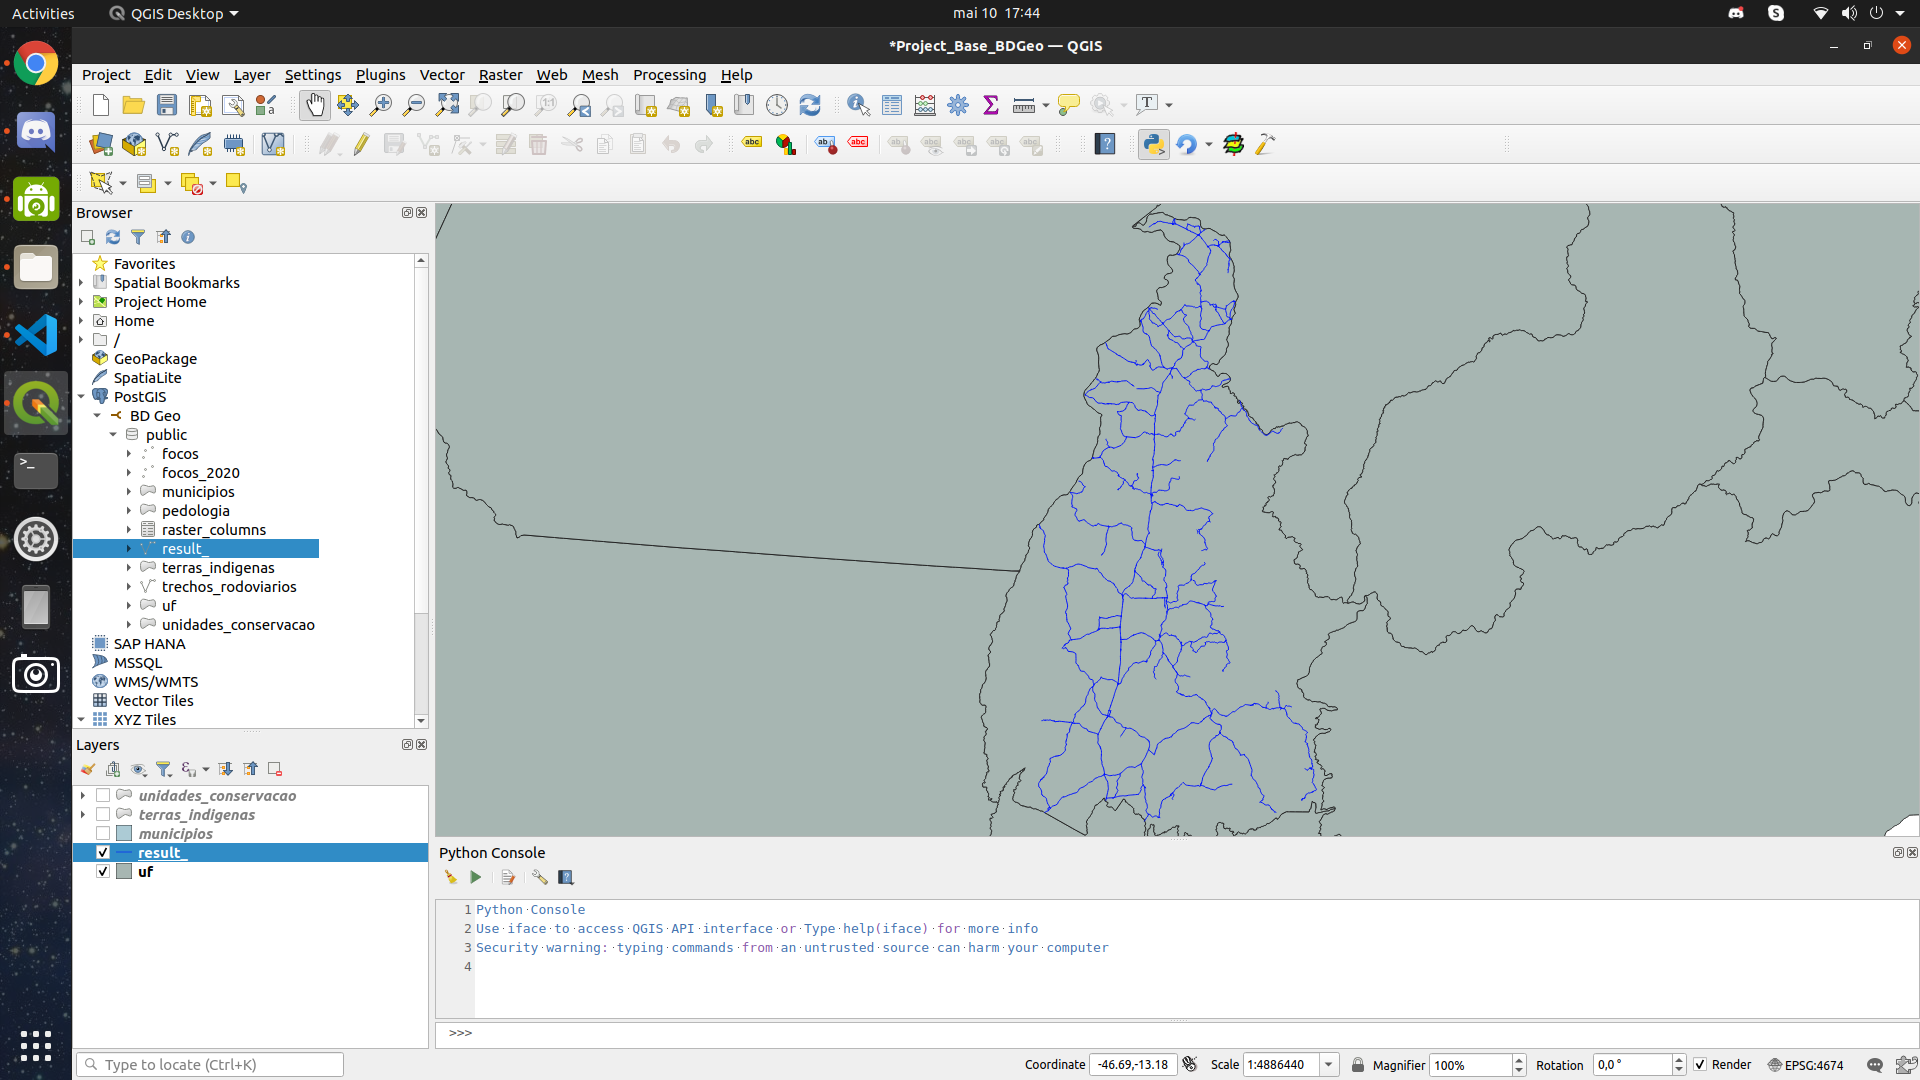 Activities
QGIS Desktop
mai 10 17:44
*Project_Base_BDGeo — QGIS
Project Edit View Layer Settings Plugins Vector Raster Web Mesh Processing Help
Browser
Favorites
Spatial Bookmarks
Project Home
Home
/
GeoPackage
SpatiaLite
PostGIS
BD Geo
public
focos
focos_2020
municipios
pedologia
raster_columns
result_
terras_indigenas
trechos_rodoviarios
uf
unidades_conservacao
SAP HANA
MSSQL
WMS/WMTS
Vector Tiles
XYZ Tiles
Layers
unidades_conservacao
terras_indigenas
municipios
result_
uf
Python Console
1 Python Console
2 Use iface to access QGIS API interface or Type help(iface) for more info
3 Security warning: typing commands from an untrusted source can harm your computer
4
>>>
Type to locate (Ctrl+K)
Coordinate -46.69,-13.18 Scale 1:4886440 Magnifier 100% Rotation 0,0 ° Render EPSG:4674